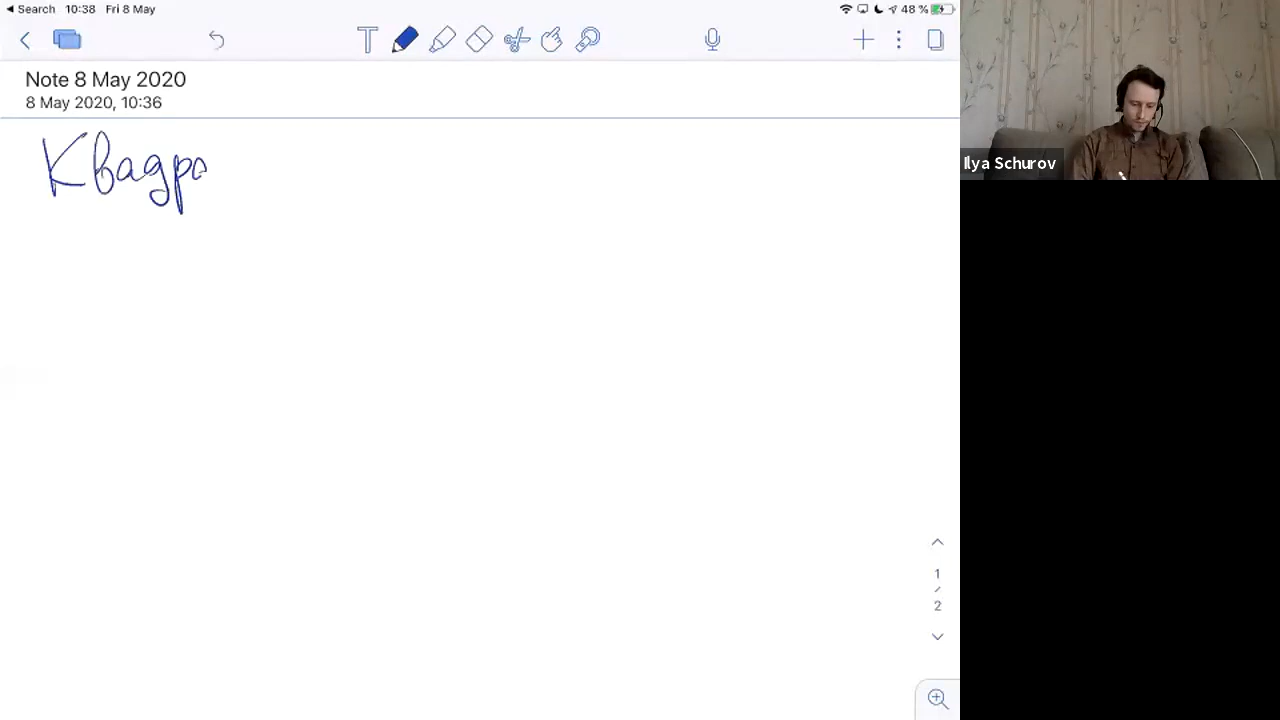 Search 10:38 Fri 8 May 48 %
Note 8 May 2020
8 May 2020, 10:36
Квадра
Ilya Schurov
1
2